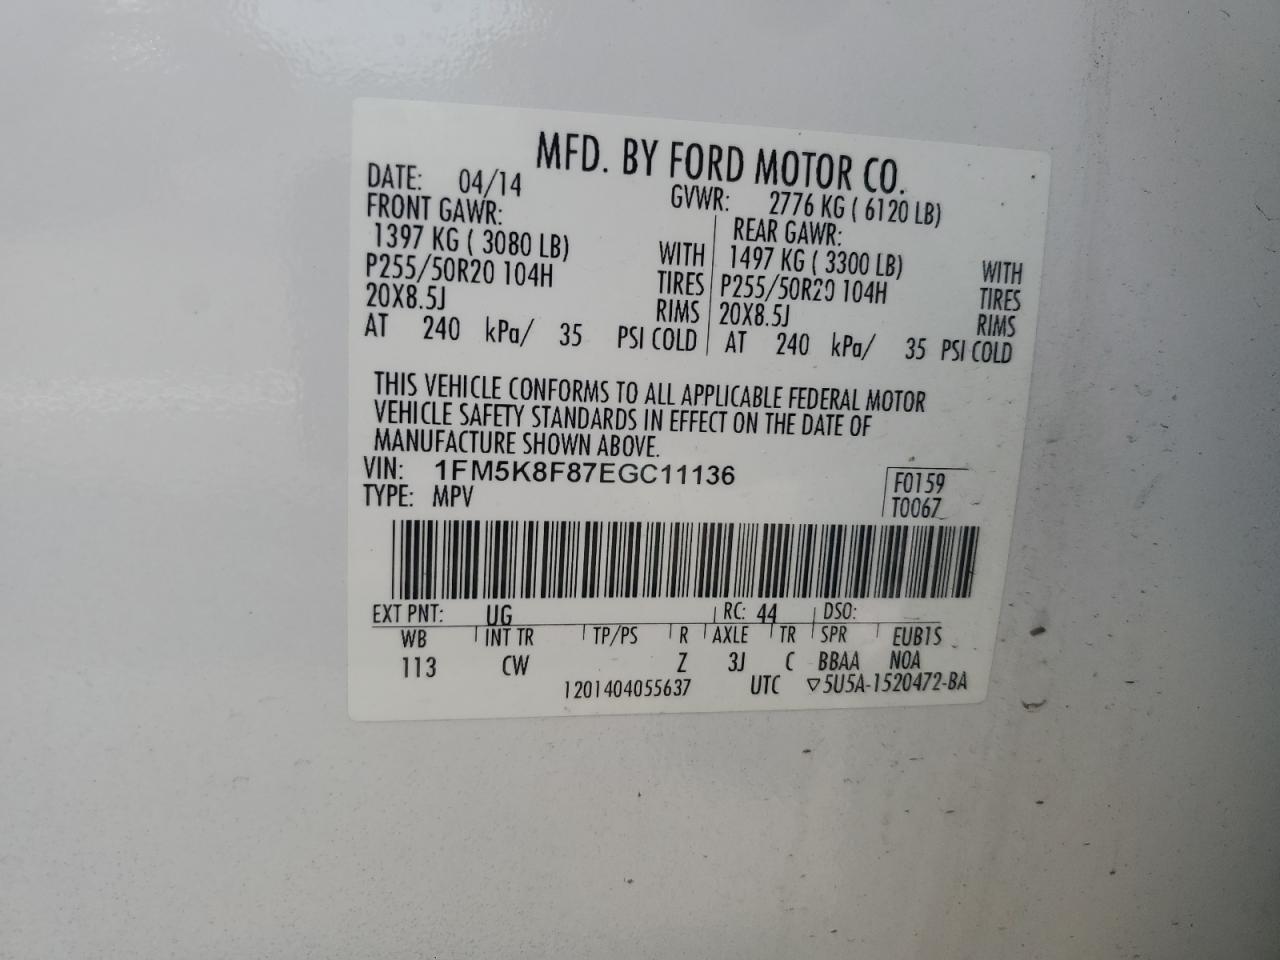 MFD. BY FORD MOTOR CO.
DATE: 04/14 GVWR: 2776 KG ( 6120 LB)
FRONT GAWR: REAR GAWR:
1397 KG ( 3080 LB) WITH 1497 KG ( 3300 LB) WITH
P255/50R20 104H TIRES P255/50R20 104H TIRES
20X8.5J RIMS 20X8.5J RIMS
AT 240 kPa/ 35 PSI COLD AT 240 kPa/ 35 PSI COLD
THIS VEHICLE CONFORMS TO ALL APPLICABLE FEDERAL MOTOR
VEHICLE SAFETY STANDARDS IN EFFECT ON THE DATE OF
MANUFACTURE SHOWN ABOVE.
VIN: 1FM5K8F87EGC11136 F0159
TYPE: MPV T0067
EXT PNT: UG RC: 44 DSO:
WB INT TR TP/PS R AXLE TR SPR EUB1S
113 CW Z 3J C BBAA NOA
1201404055637 UTC ▽5U5A-1520472-BA